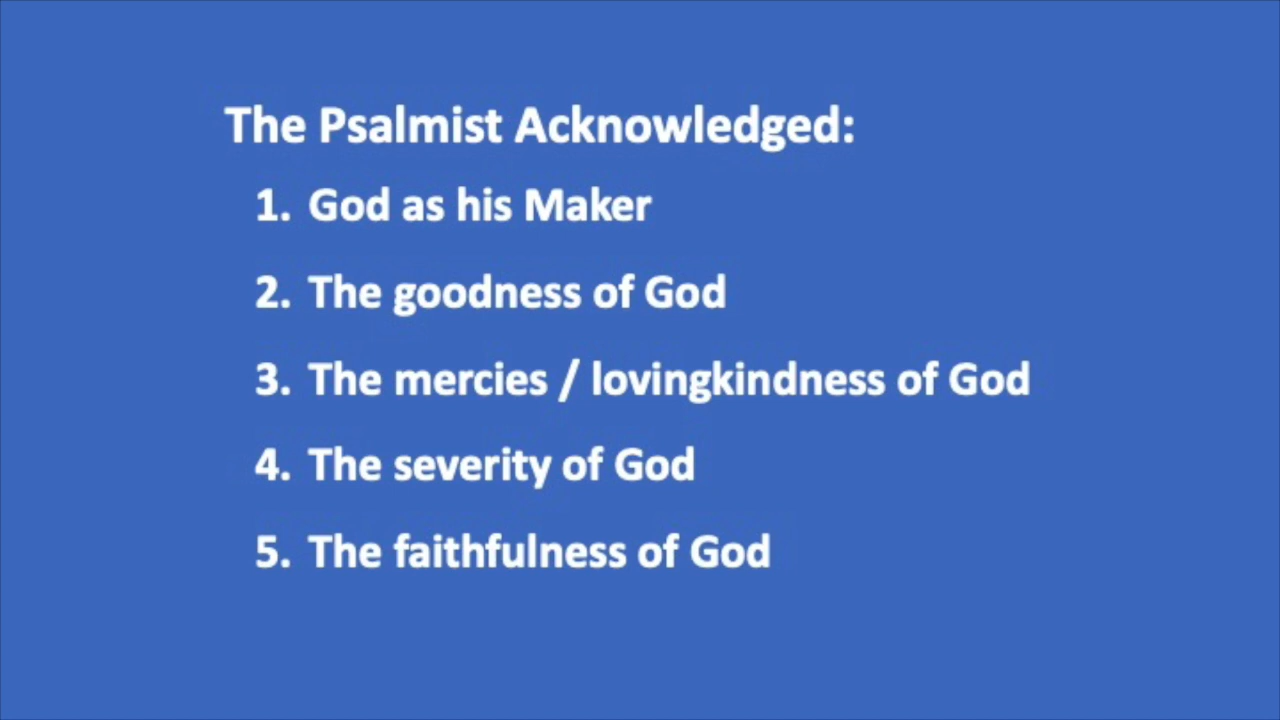 The Psalmist Acknowledged:
1. God as his Maker
2. The goodness of God
3. The mercies / lovingkindness of God
4. The severity of God
5. The faithfulness of God